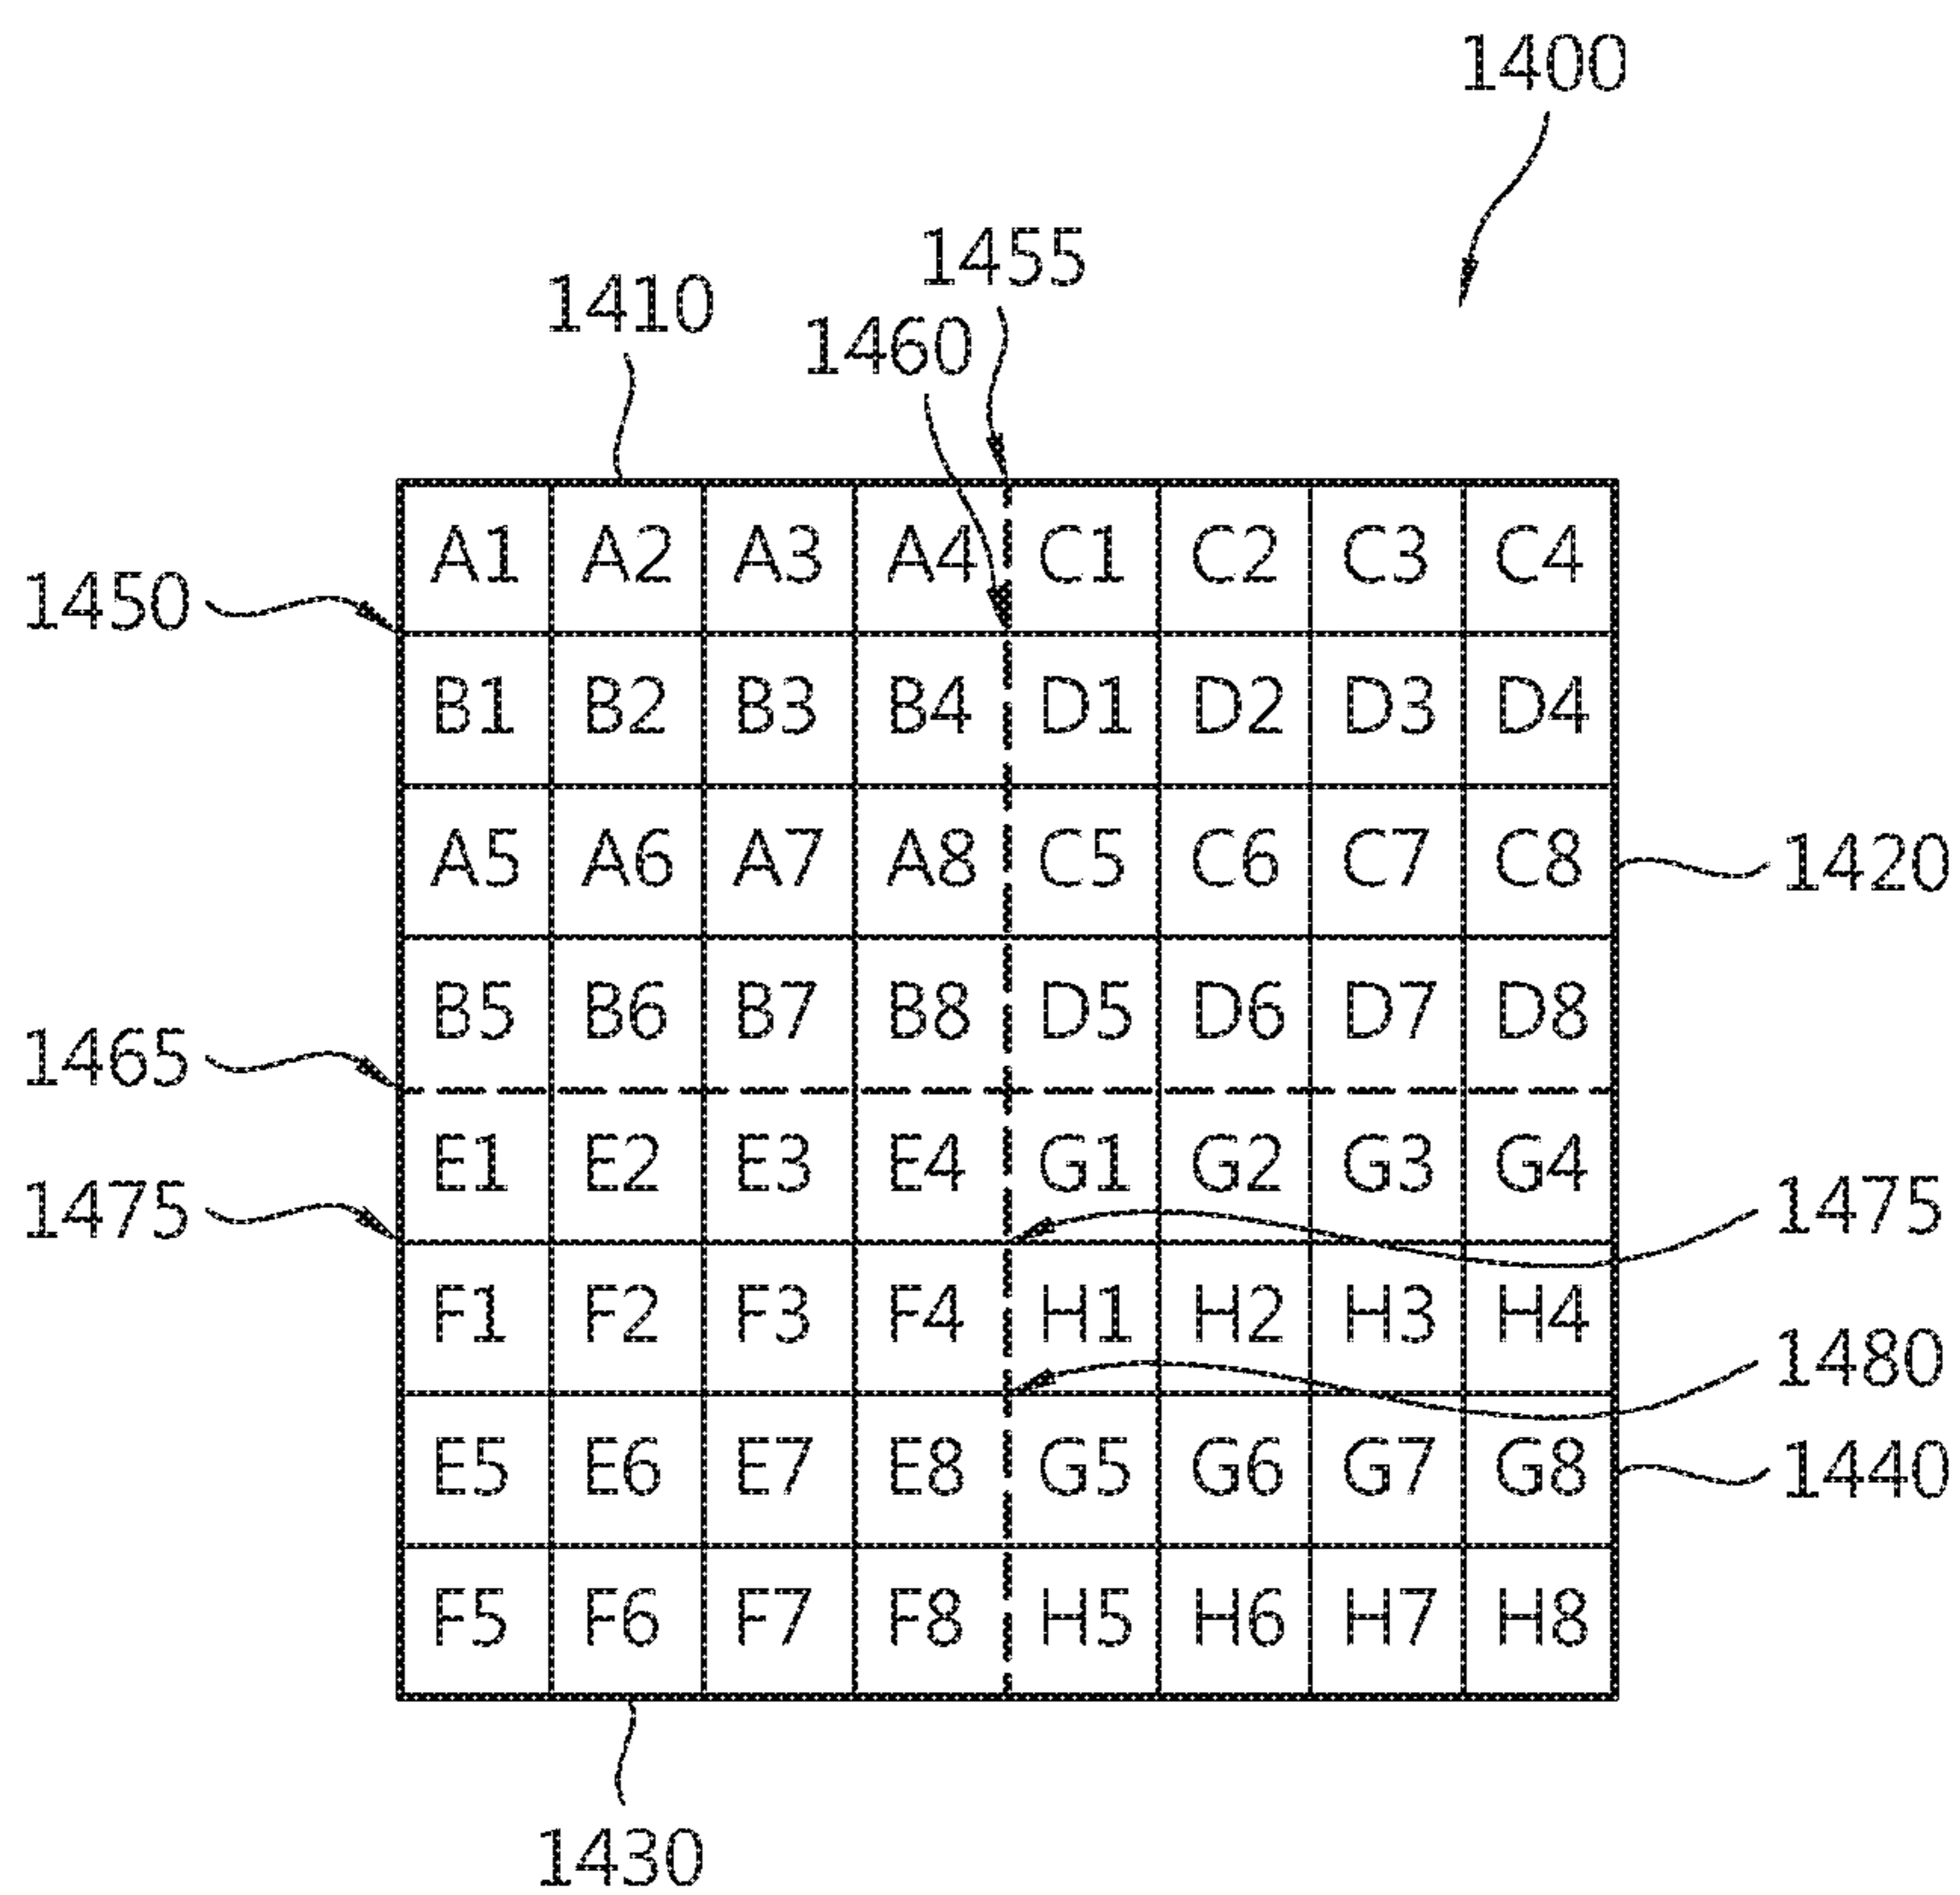 1400
1455
1410
1460
A1 A2 A3 A4 C1 C2 C3 C4
1450
B1 B2 B3 B4 D1 D2 D3 D4
A5 A6 A7 A8 C5 C6 C7 C8
1420
B5 B6 B7 B8 D5 D6 D7 D8
1465
E1 E2 E3 E4 G1 G2 G3 G4
1475
1475
F1 F2 F3 F4 H1 H2 H3 H4
1480
E5 E6 E7 E8 G5 G6 G7 G8
1440
F5 F6 F7 F8 H5 H6 H7 H8
1430